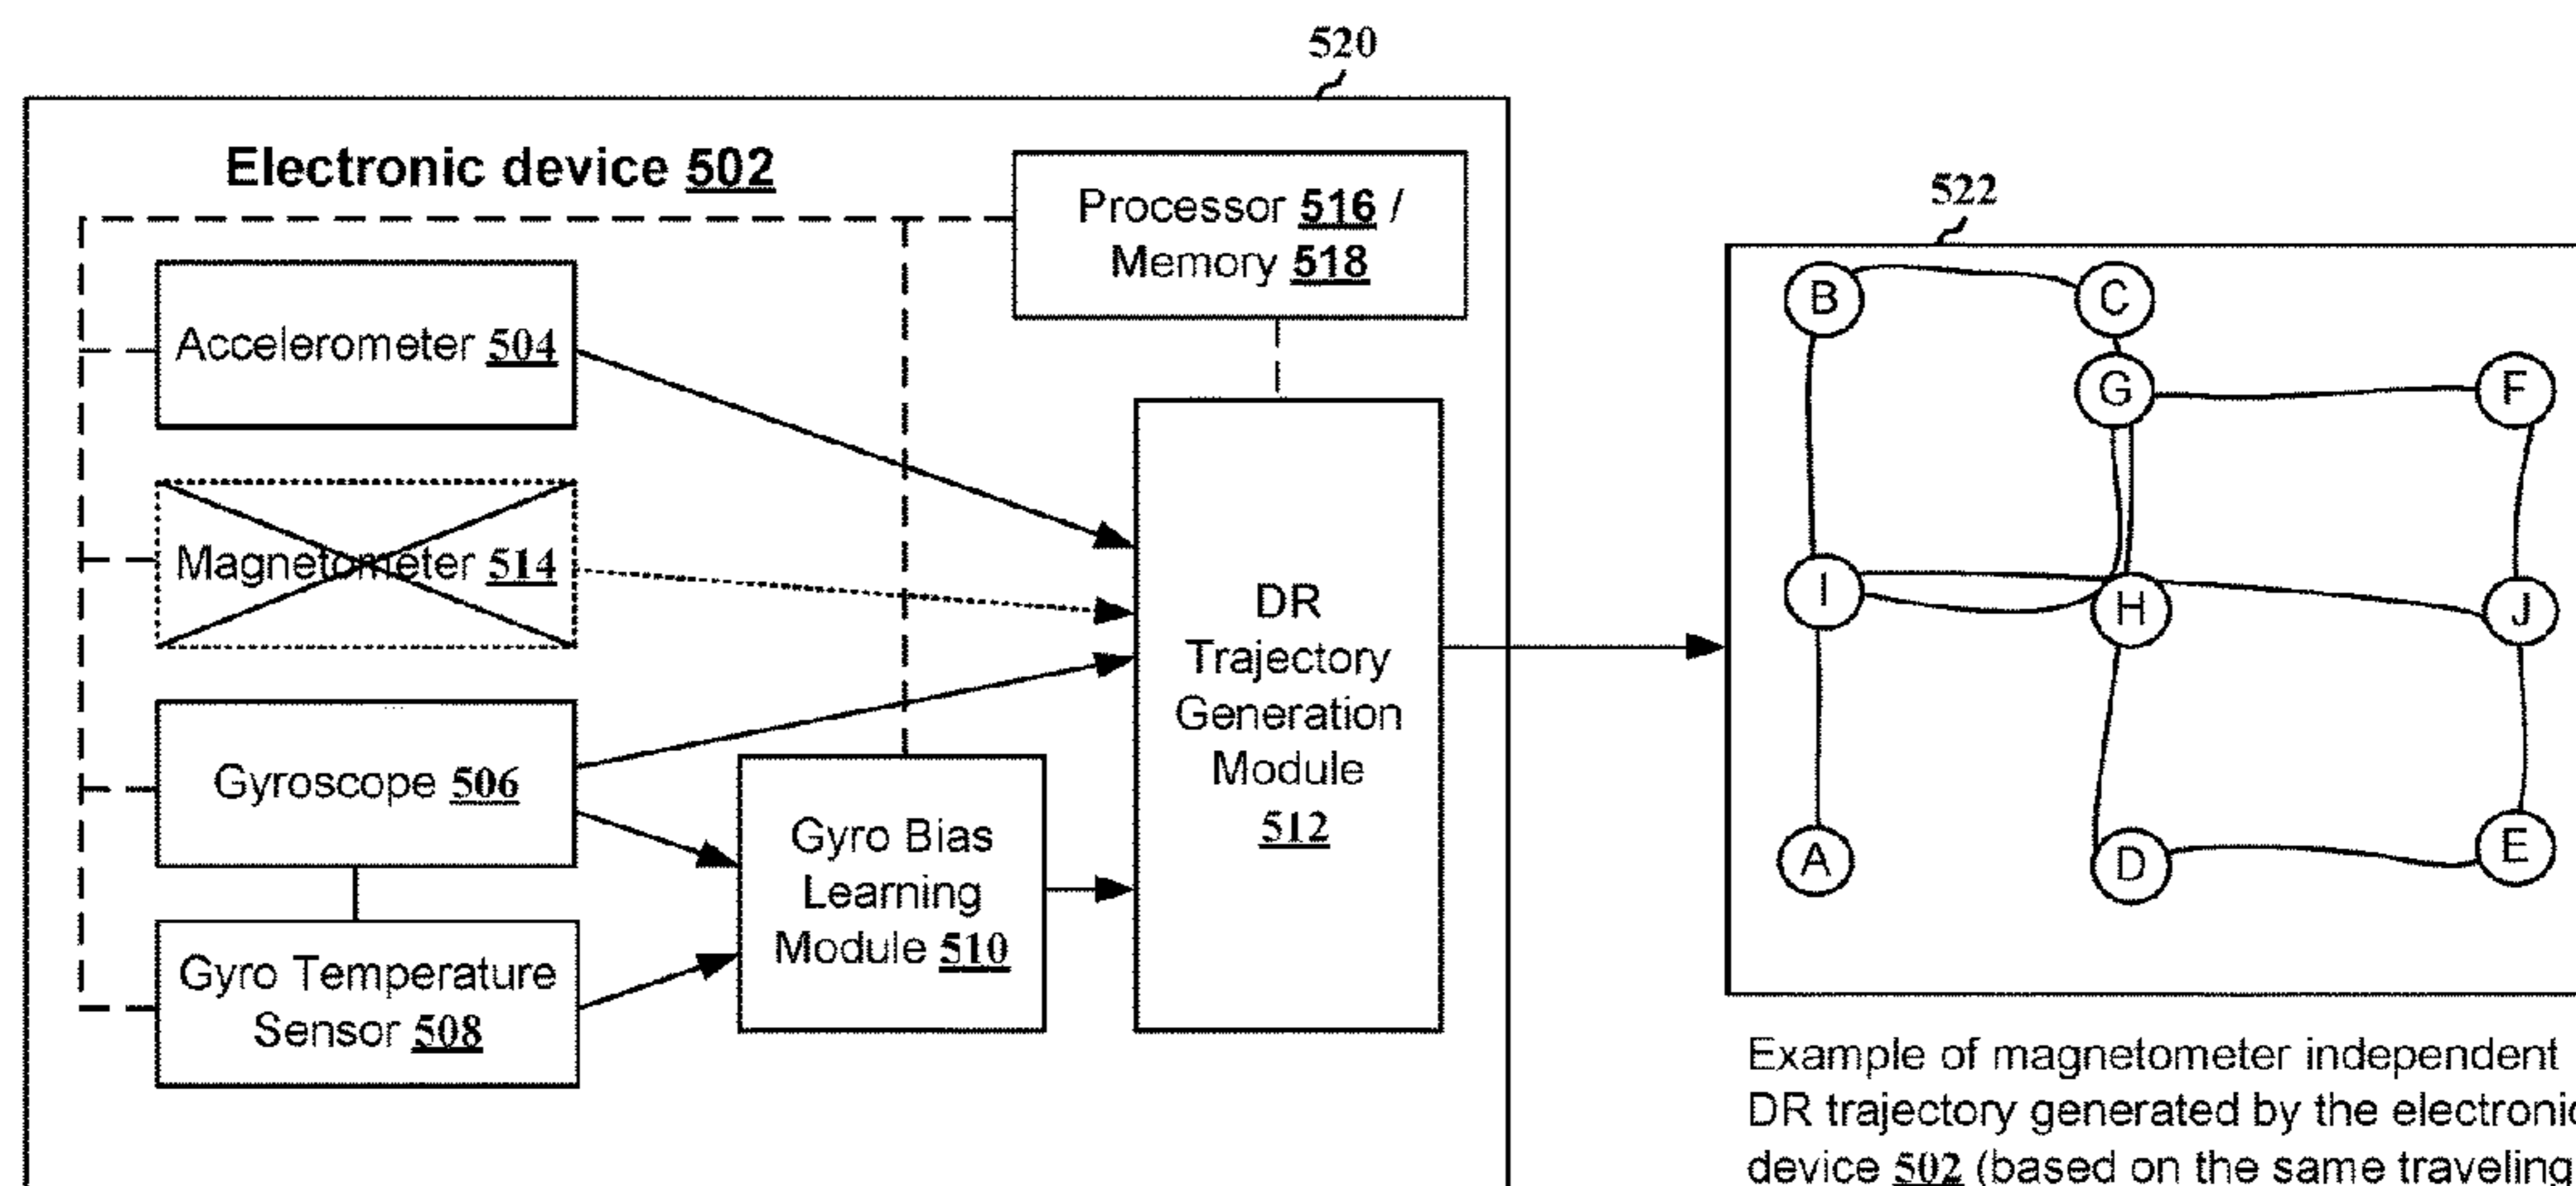 520
Electronic device 502
Processor 516 /
Memory 518
Accelerometer 504
Magnetometer 514
Gyroscope 506
Gyro Temperature
Sensor 508
Gyro Bias
Learning
Module 510
DR
Trajectory
Generation
Module
512
522
B
C
G
F
I
H
J
A
D
E
Example of magnetometer independent
DR trajectory generated by the electronic
device 502 (based on the same traveling